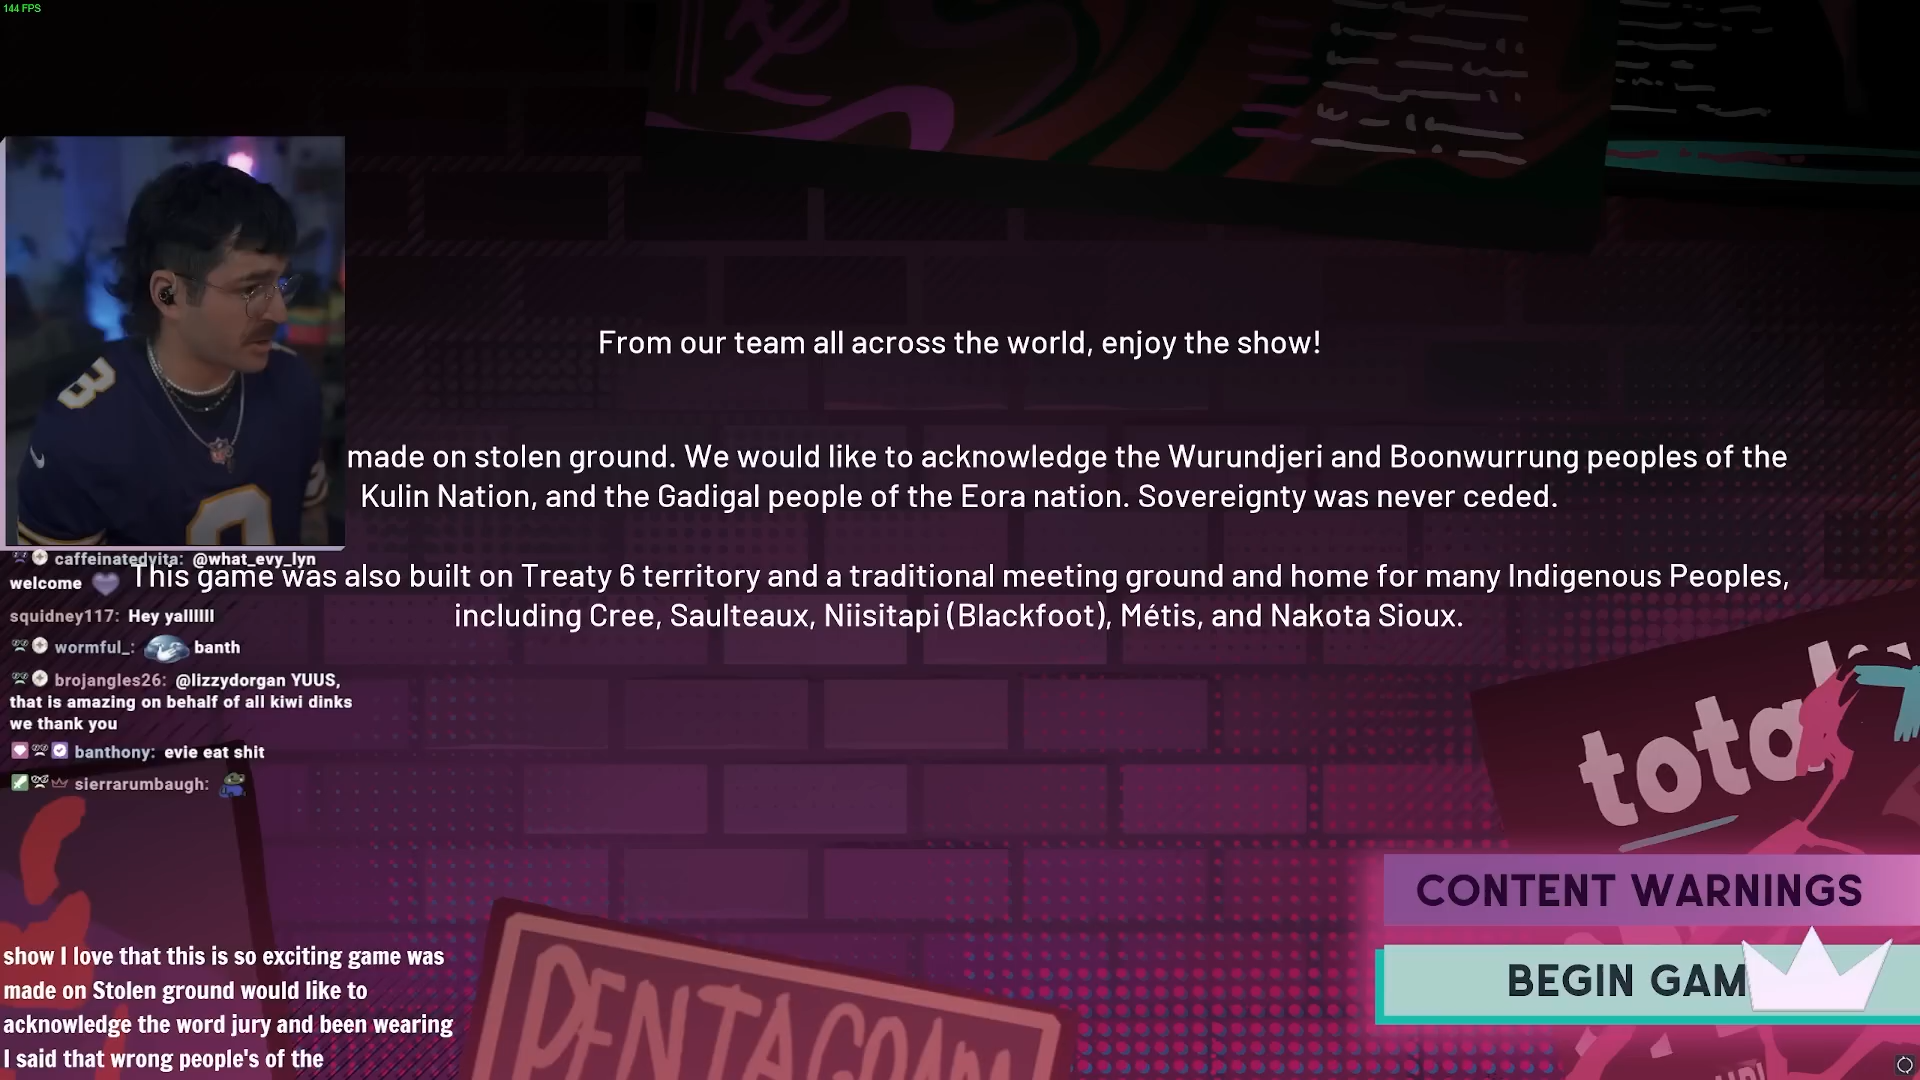 144 FPS
From our team all across the world, enjoy the show!
made on stolen ground. We would like to acknowledge the Wurundjeri and Boonwurrung peoples of the
Kulin Nation, and the Gadigal people of the Eora nation. Sovereignty was never ceded.
This game was also built on Treaty 6 territory and a traditional meeting ground and home for many Indigenous Peoples,
including Cree, Saulteaux, Niisitapi (Blackfoot), Métis, and Nakota Sioux.
caffeinatedvita: @what_evy_lyn
welcome
squidney117: Hey yallllll
wormful_: banth
brojangles26: @lizzydorgan YUUS,
that is amazing on behalf of all kiwi dinks
we thank you
banthony: evie eat shit
sierrarumbaugh:
CONTENT WARNINGS
BEGIN GAM
PENTAGRAM
show I love that this is so exciting game was
made on Stolen ground would like to
acknowledge the word jury and been wearing
I said that wrong people's of the